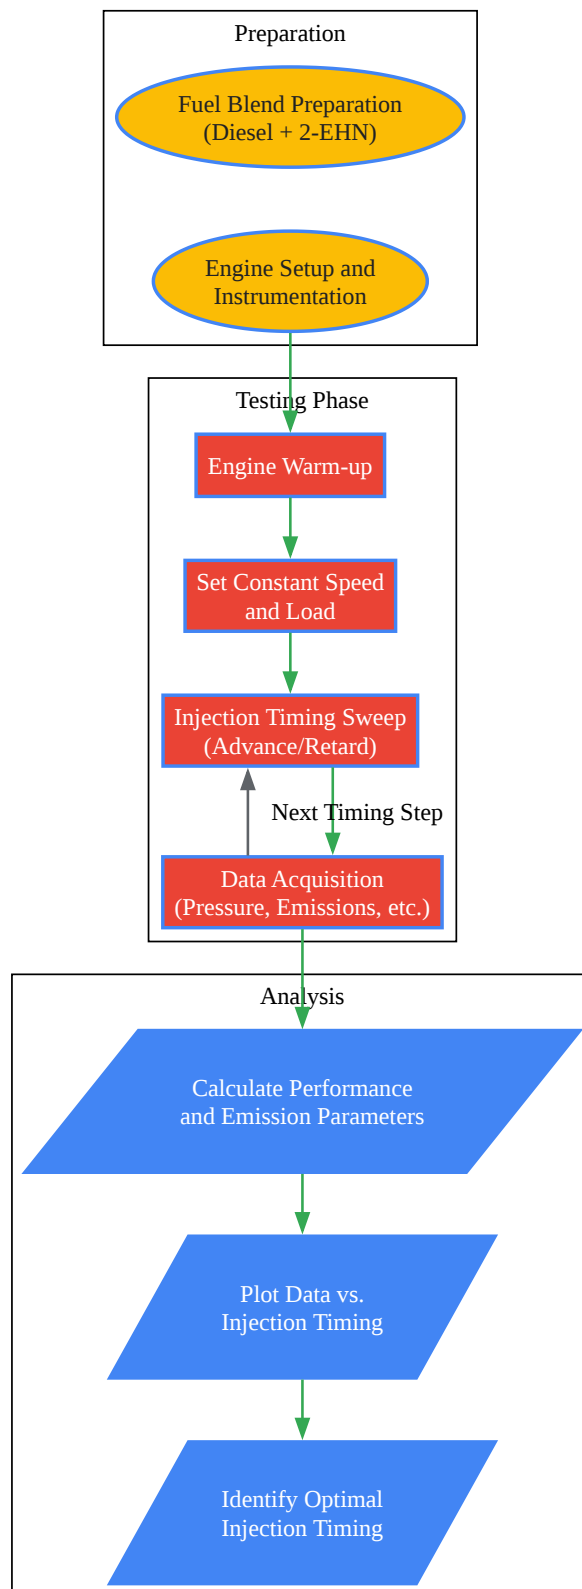 Preparation
Fuel Blend Preparation
(Diesel + 2-EHN)
Engine Setup and
Instrumentation
Testing Phase
Engine Warm-up
Set Constant Speed
and Load
Injection Timing Sweep
(Advance/Retard)
Next Timing Step
Data Acquisition
(Pressure, Emissions, etc.)
Analysis
Calculate Performance
and Emission Parameters
Plot Data vs.
Injection Timing
Identify Optimal
Injection Timing